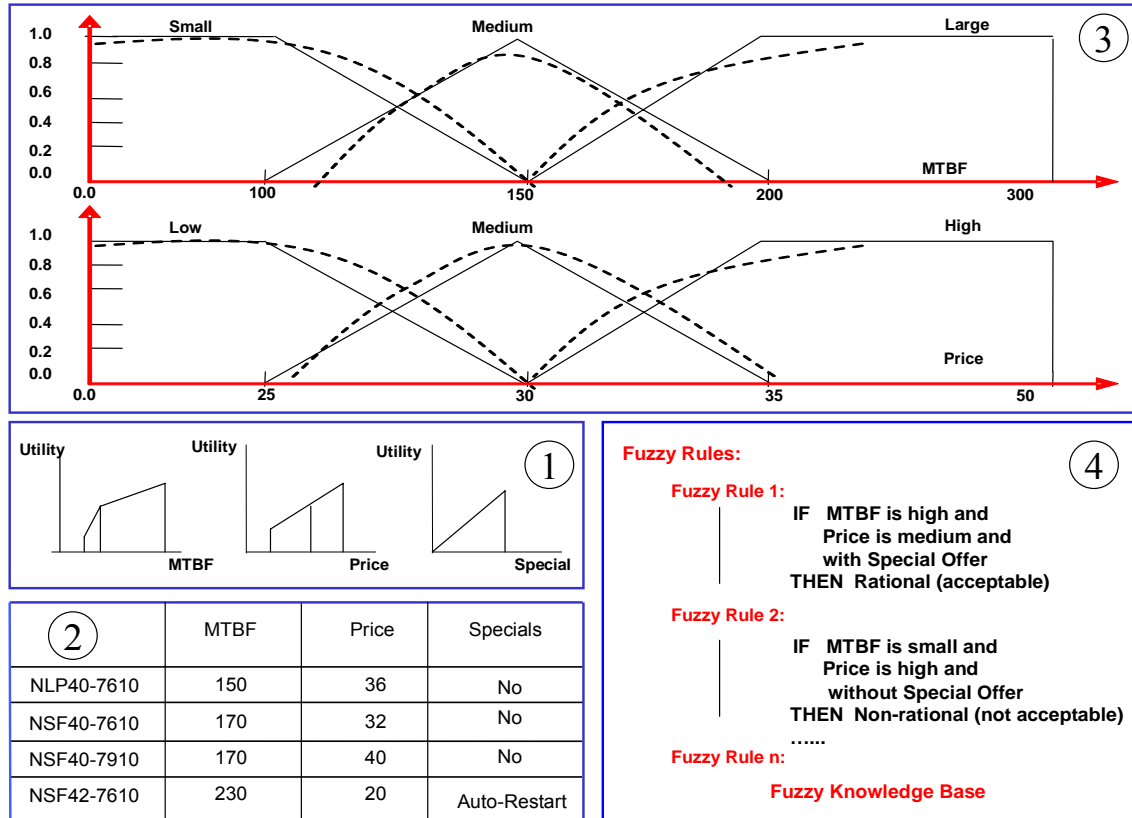 Small Medium Large
③
1.0
0.8
0.6
0.4
0.2
0.0
MTBF
0.0 100 150 200 300
Low Medium High
1.0
0.8
0.6
0.4
0.2
0.0
Price
0.0 25 30 35 50
①
Utility
MTBF
Utility
Price
Utility
Special
② MTBF Price Specials
NLP40-7610 150 36 No
NSF40-7610 170 32 No
NSF40-7910 170 40 No
NSF42-7610 230 20 Auto-Restart
④
Fuzzy Rules:
Fuzzy Rule 1:
IF MTBF is high and
Price is medium and
with Special Offer
THEN Rational (acceptable)
Fuzzy Rule 2:
IF MTBF is small and
Price is high and
without Special Offer
THEN Non-rational (not acceptable)
…...
Fuzzy Rule n:
Fuzzy Knowledge Base